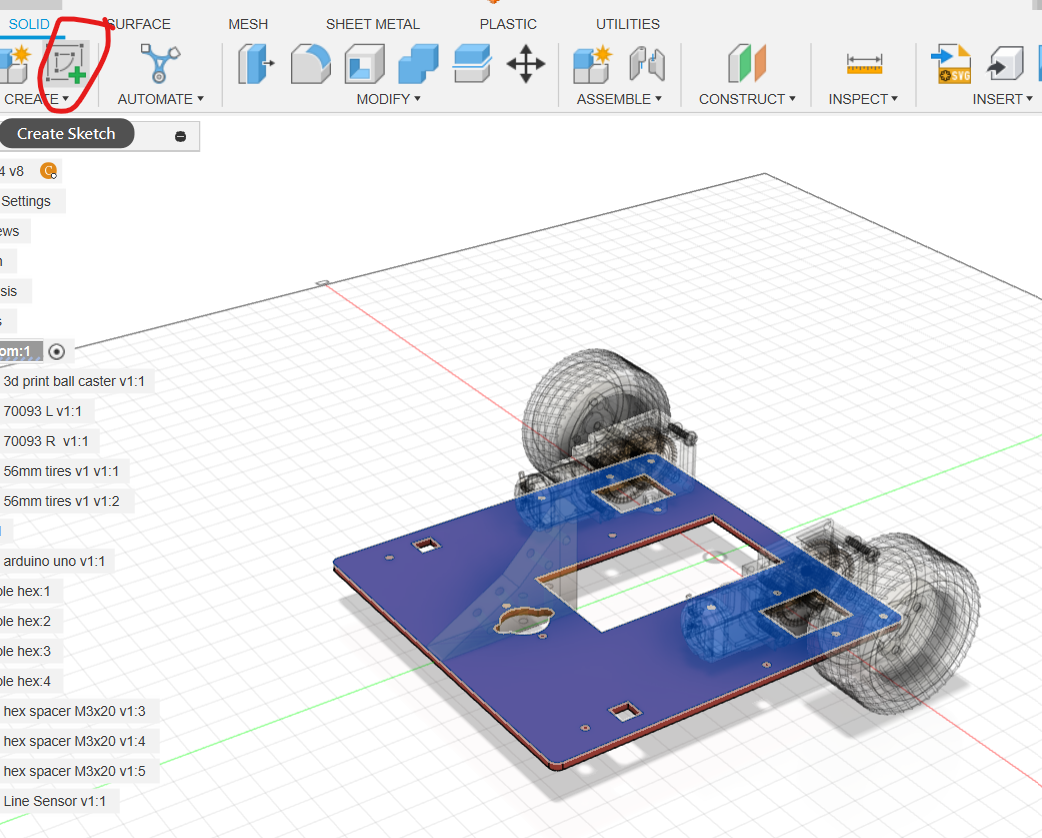 SOLID SURFACE MESH SHEET METAL PLASTIC UTILITIES
SVG
CREATE AUTOMATE MODIFY ASSEMBLE CONSTRUCT INSPECT INSERT
Create Sketch
4 v8
Settings
ews
sis
om:1
3d print ball caster v1:1
70093 L v1:1
70093 R v1:1
56mm tires v1 v1:1
56mm tires v1 v1:2
arduino uno v1:1
ole hex:1
ole hex:2
ole hex:3
ole hex:4
hex spacer M3x20 v1:3
hex spacer M3x20 v1:4
hex spacer M3x20 v1:5
Line Sensor v1:1